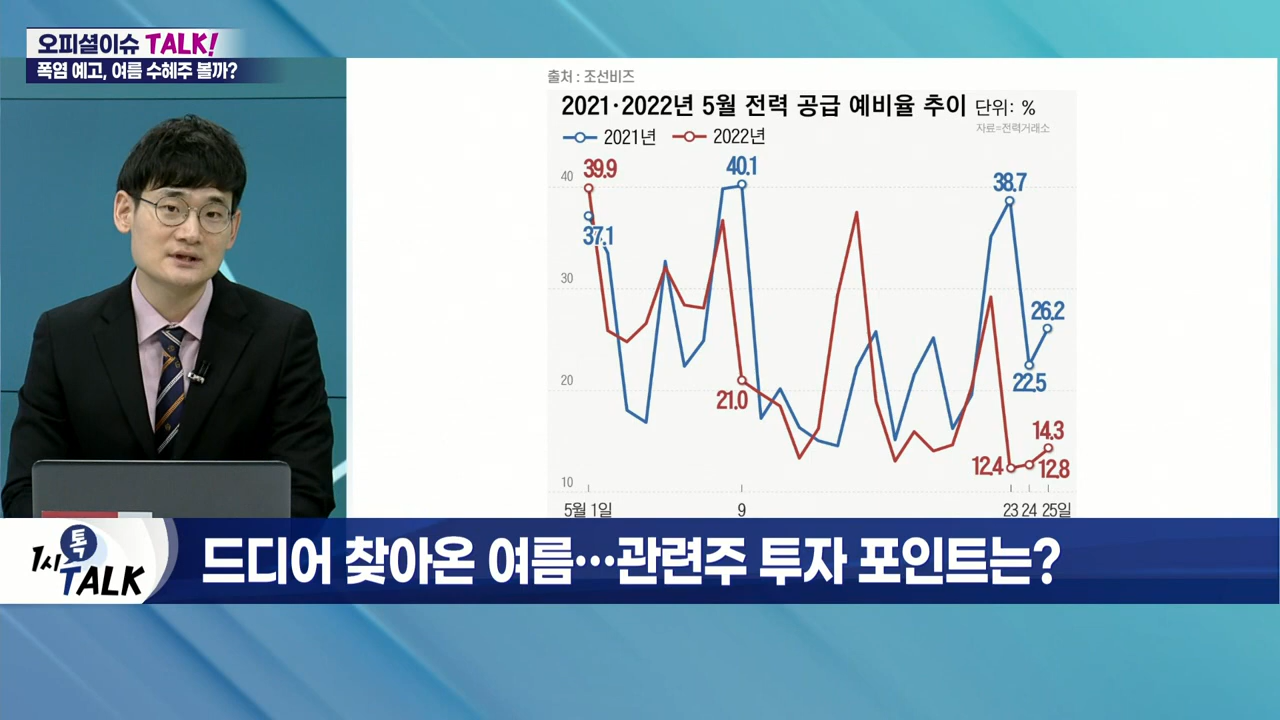 오피셜이슈 TALK!
폭염 예고, 여름 수혜주 볼까?
출처 : 조선비즈
2021·2022년 5월 전력 공급 예비율 추이 단위: %
자료=전력거래소
2021년 2022년
40
30
20
10
39.9
37.1
40.1
21.0
38.7
22.5
26.2
12.4
12.8
14.3
5월 1일 9 23 24 25일
1시 톡 TALK
드디어 찾아온 여름…관련주 투자 포인트는?